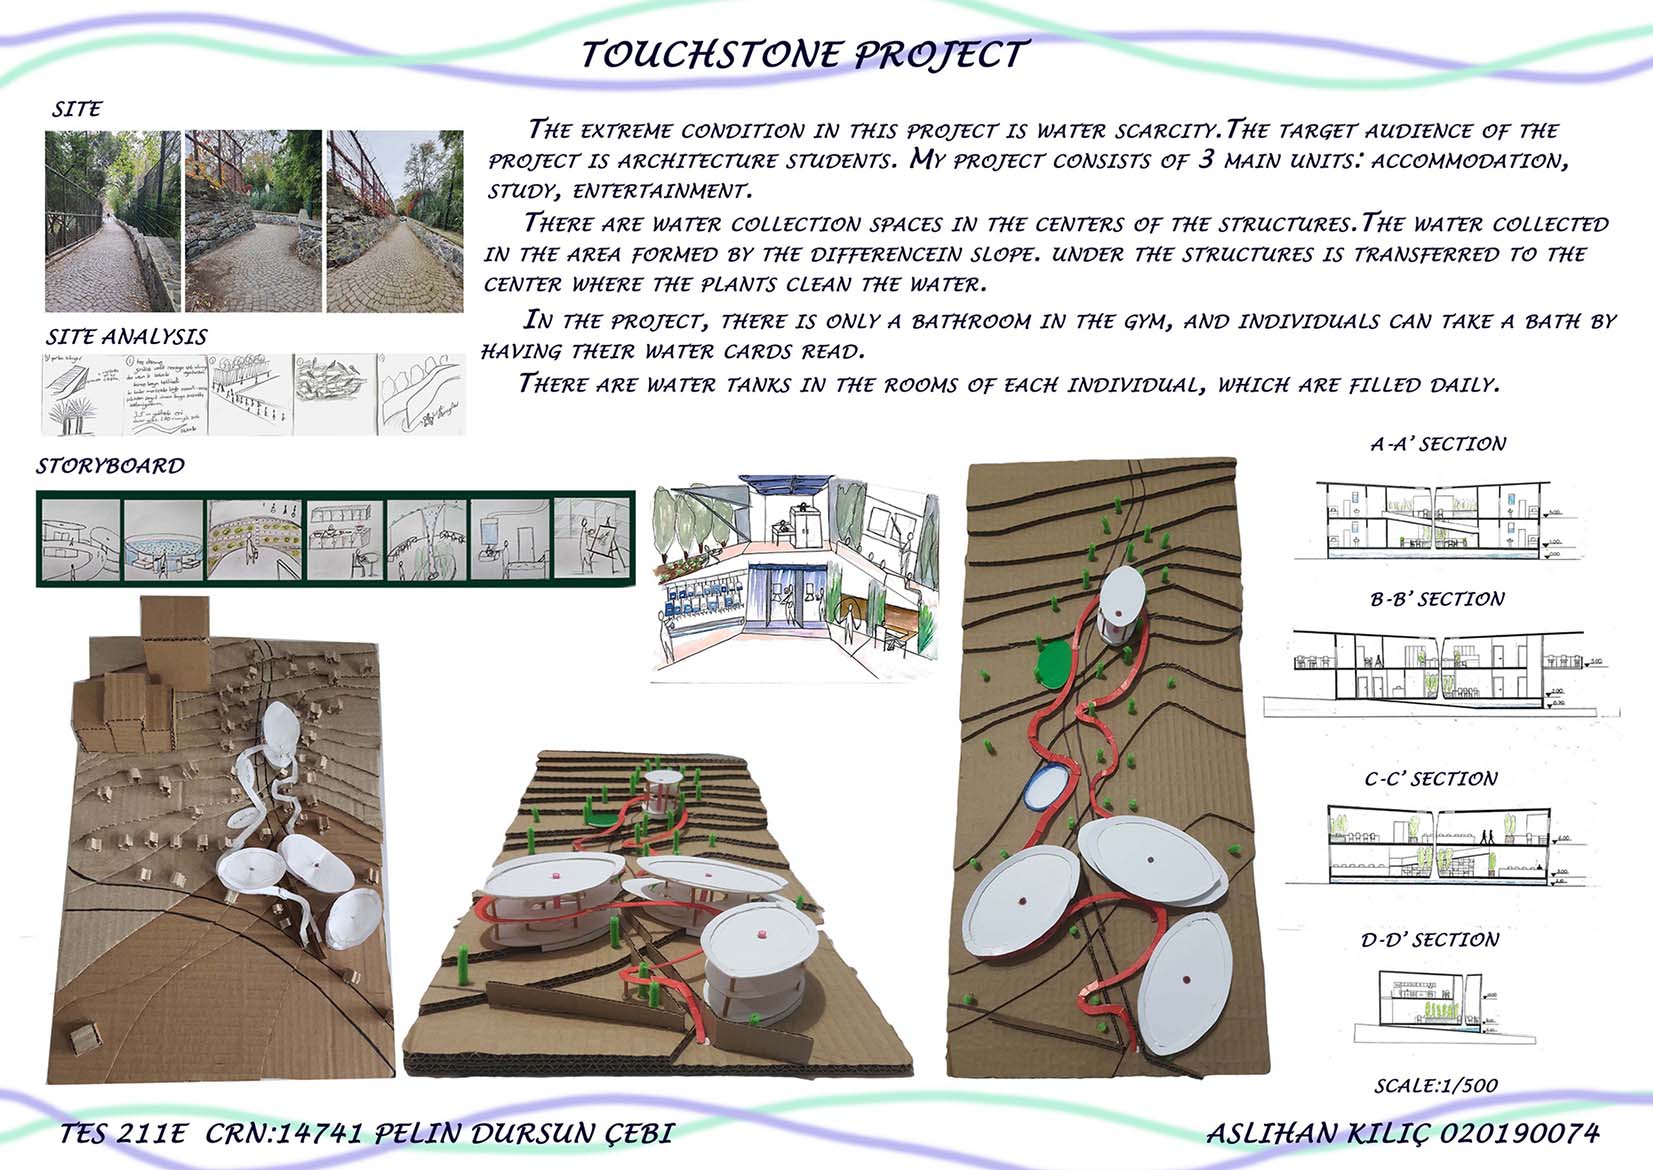 TOUCHSTONE PROJECT
SITE
THE EXTREME CONDITION IN THIS PROJECT IS WATER SCARCITY.THE TARGET AUDIENCE OF THE
PROJECT IS ARCHITECTURE STUDENTS. MY PROJECT CONSISTS OF 3 MAIN UNITS: ACCOMMODATION,
STUDY, ENTERTAINMENT.
THERE ARE WATER COLLECTION SPACES IN THE CENTERS OF THE STRUCTURES.THE WATER COLLECTED
IN THE AREA FORMED BY THE DIFFERENCEIN SLOPE. UNDER THE STRUCTURES IS TRANSFERRED TO THE
CENTER WHERE THE PLANTS CLEAN THE WATER.
IN THE PROJECT, THERE IS ONLY A BATHROOM IN THE GYM, AND INDIVIDUALS CAN TAKE A BATH BY
HAVING THEIR WATER CARDS READ.
THERE ARE WATER TANKS IN THE ROOMS OF EACH INDIVIDUAL, WHICH ARE FILLED DAILY.
SITE ANALYSIS
STORYBOARD
A-A' SECTION
B-B' SECTION
C-C' SECTION
D-D' SECTION
SCALE:1/500
TES 211E CRN:14741 PELIN DURSUN ÇEBI
ASLIHAN KILIÇ 020190074